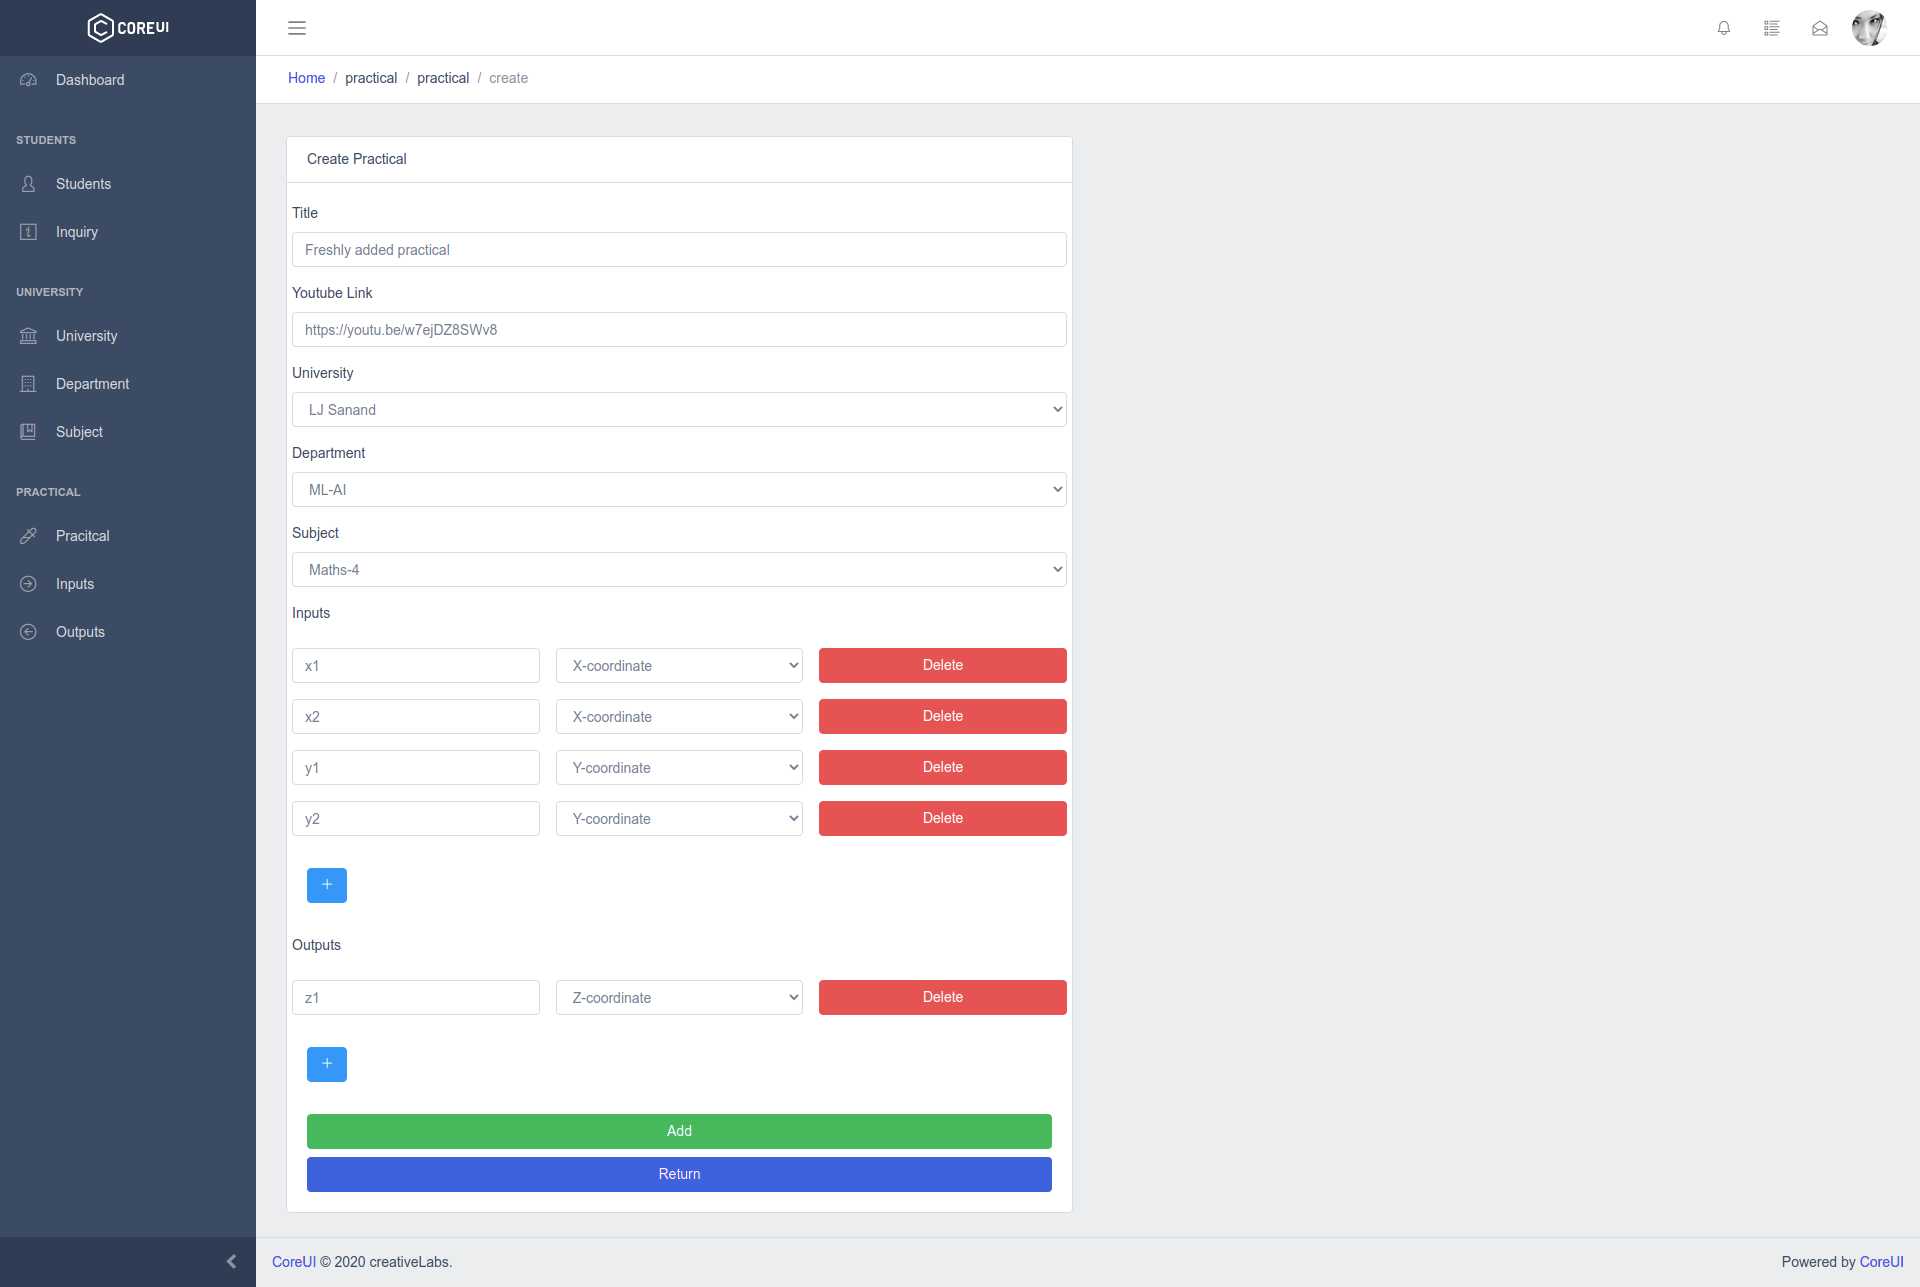 COREUI
Dashboard
STUDENTS
Students
Inquiry
UNIVERSITY
University
Department
Subject
PRACTICAL
Pracitcal
Inputs
Outputs
Home / practical / practical / create
Create Practical
Title
Freshly added practical
Youtube Link
https://youtu.be/w7ejDZ8SWv8
University
LJ Sanand
Department
ML-AI
Subject
Maths-4
Inputs
x1 X-coordinate Delete
x2 X-coordinate Delete
y1 Y-coordinate Delete
y2 Y-coordinate Delete
+
Outputs
z1 Z-coordinate Delete
+
Add
Return
CoreUI © 2020 creativeLabs.
Powered by CoreUI